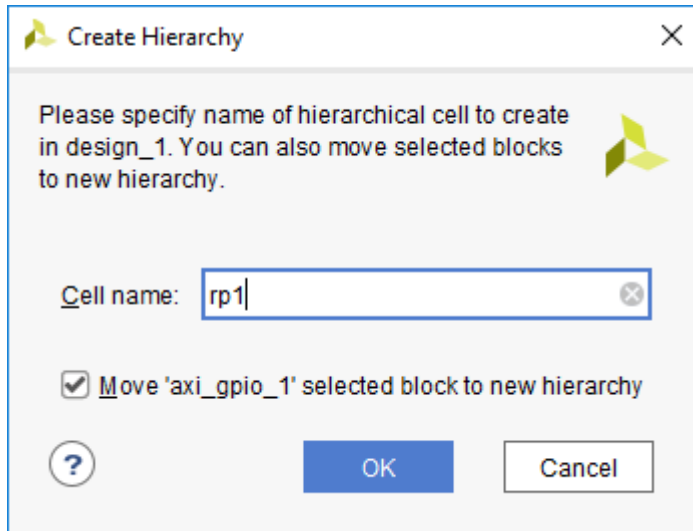 Create Hierarchy
Please specify name of hierarchical cell to create
in design_1. You can also move selected blocks
to new hierarchy.
Cell name: rp1
Move 'axi_gpio_1' selected block to new hierarchy
? OK Cancel